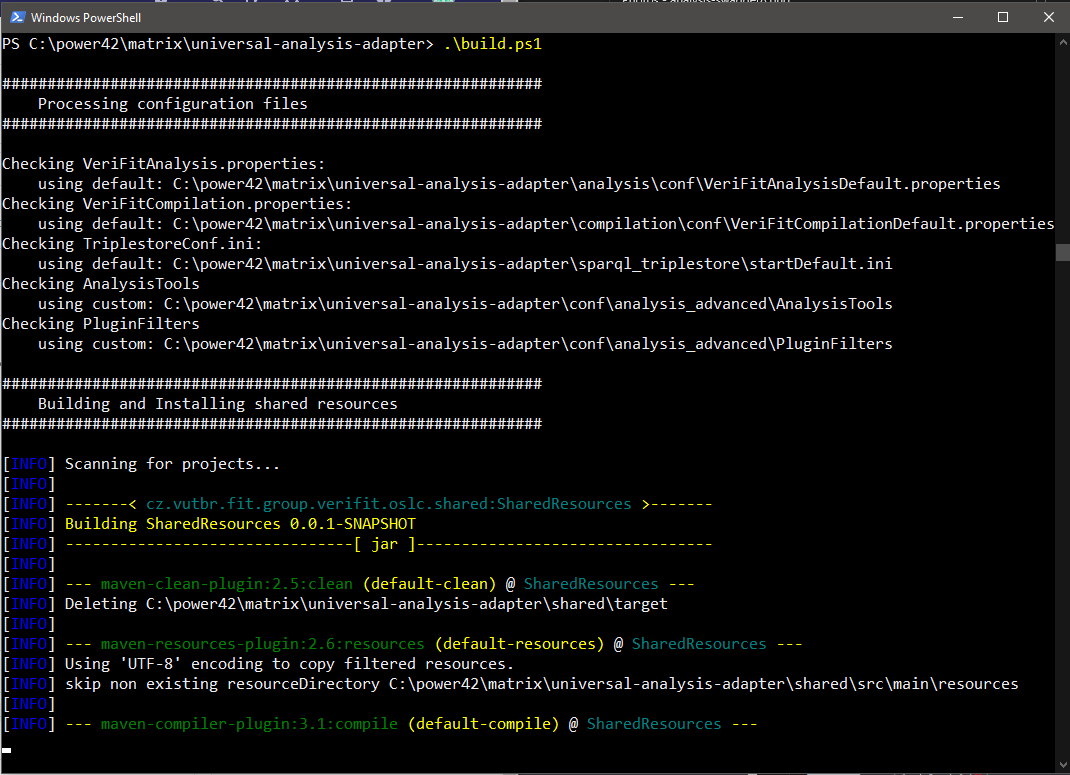 Windows PowerShell
PS C:\power42\matrix\universal-analysis-adapter> .\build.ps1
############################################################
Processing configuration files
############################################################
Checking VeriFitAnalysis.properties:
using default: C:\power42\matrix\universal-analysis-adapter\analysis\conf\VeriFitAnalysisDefault.properties
Checking VeriFitCompilation.properties:
using default: C:\power42\matrix\universal-analysis-adapter\compilation\conf\VeriFitCompilationDefault.properties
Checking TriplestoreConf.ini:
using default: C:\power42\matrix\universal-analysis-adapter\sparql_triplestore\startDefault.ini
Checking AnalysisTools
using custom: C:\power42\matrix\universal-analysis-adapter\conf\analysis_advanced\AnalysisTools
Checking PluginFilters
using custom: C:\power42\matrix\universal-analysis-adapter\conf\analysis_advanced\PluginFilters
############################################################
Building and Installing shared resources
############################################################
[INFO] Scanning for projects...
[INFO]
[INFO] -------< cz.vutbr.fit.group.verifit.oslc.shared:SharedResources >-------
[INFO] Building SharedResources 0.0.1-SNAPSHOT
[INFO] --------------------------------[ jar ]---------------------------------
[INFO]
[INFO] --- maven-clean-plugin:2.5:clean (default-clean) @ SharedResources ---
[INFO] Deleting C:\power42\matrix\universal-analysis-adapter\shared\target
[INFO]
[INFO] --- maven-resources-plugin:2.6:resources (default-resources) @ SharedResources ---
[INFO] Using 'UTF-8' encoding to copy filtered resources.
[INFO] skip non existing resourceDirectory C:\power42\matrix\universal-analysis-adapter\shared\src\main\resources
[INFO]
[INFO] --- maven-compiler-plugin:3.1:compile (default-compile) @ SharedResources ---